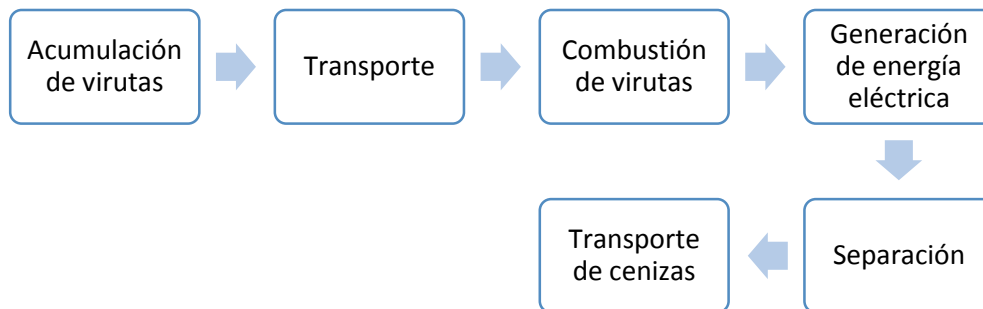 Acumulación
de virutas
Transporte
Combustión
de virutas
Generación
de energía
eléctrica
Separación
Transporte
de cenizas